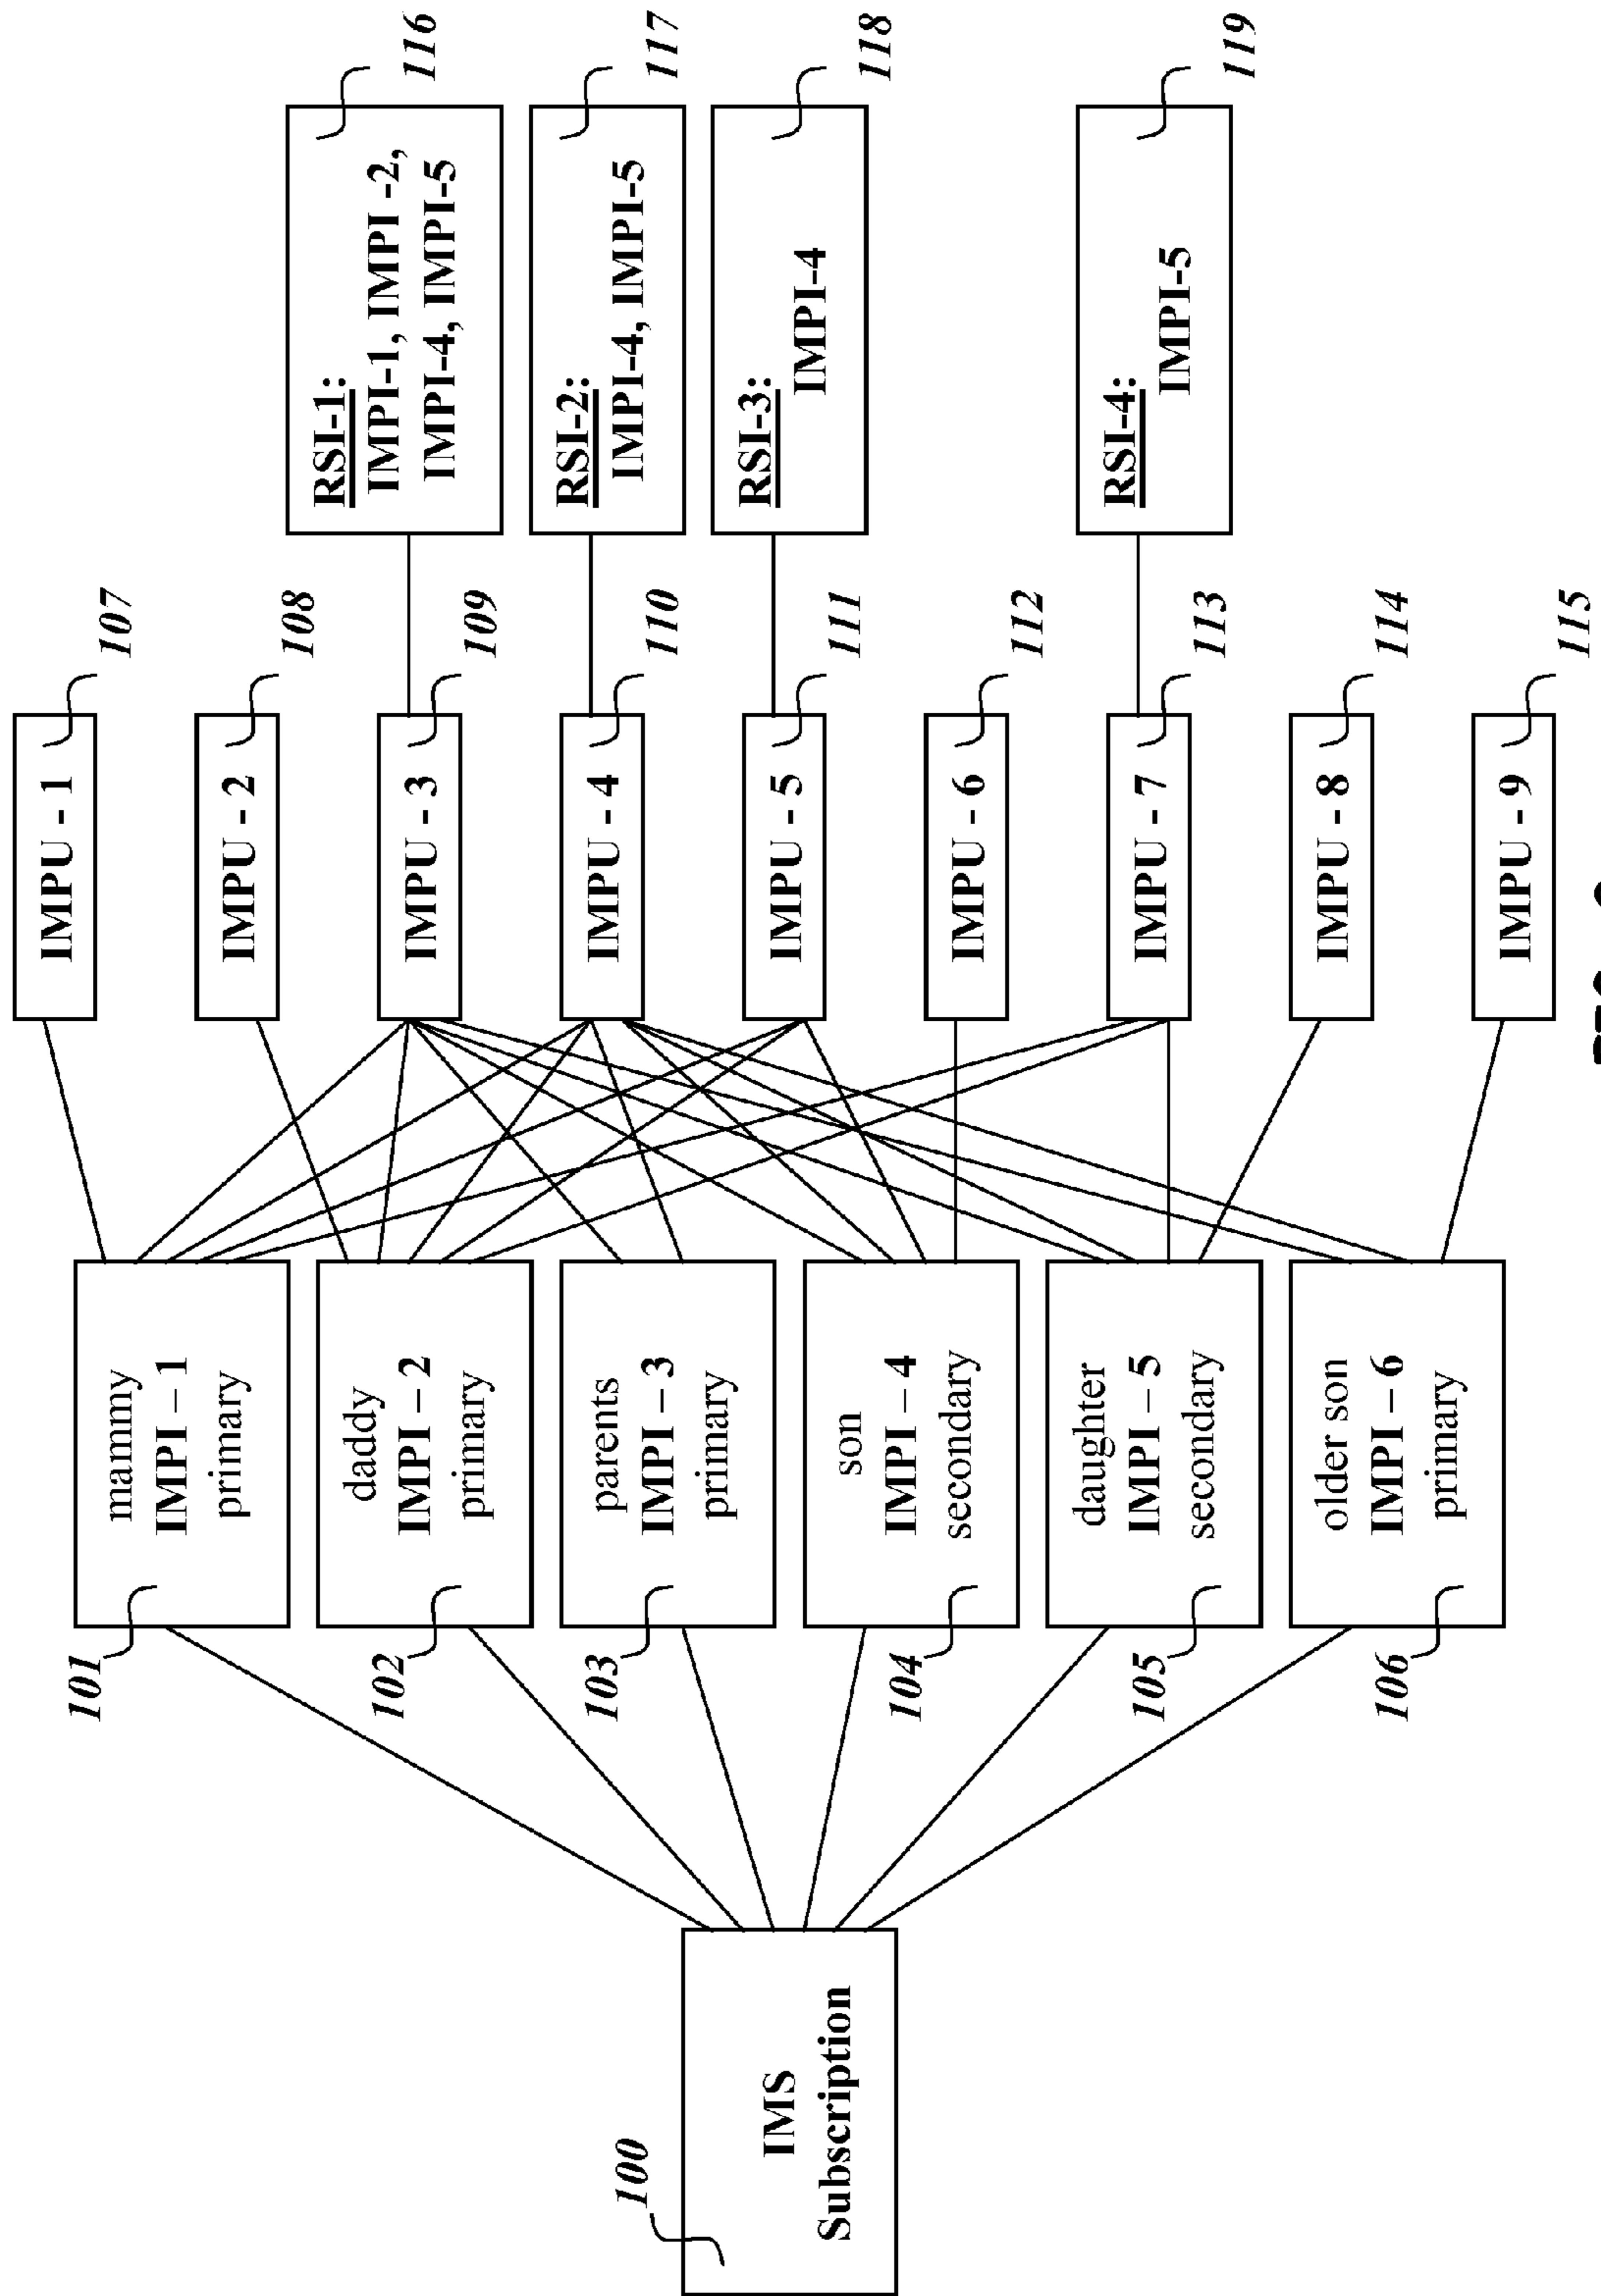 100
IMS
Subscription
101
mammy
IMPI – 1
primary
102
daddy
IMPI – 2
primary
103
parents
IMPI – 3
primary
104
son
IMPI – 4
secondary
105
daughter
IMPI – 5
secondary
106
older son
IMPI – 6
primary
IMPU - 1
107
IMPU - 2
108
IMPU - 3
109
IMPU - 4
110
IMPU - 5
111
IMPU - 6
112
IMPU - 7
113
IMPU - 8
114
IMPU - 9
115
RSI-1:
IMPI-1, IMPI -2,
IMPI-4, IMPI-5
116
RSI-2:
IMPI-4, IMPI-5
117
RSI-3:
IMPI-4
118
RSI-4:
IMPI-5
119